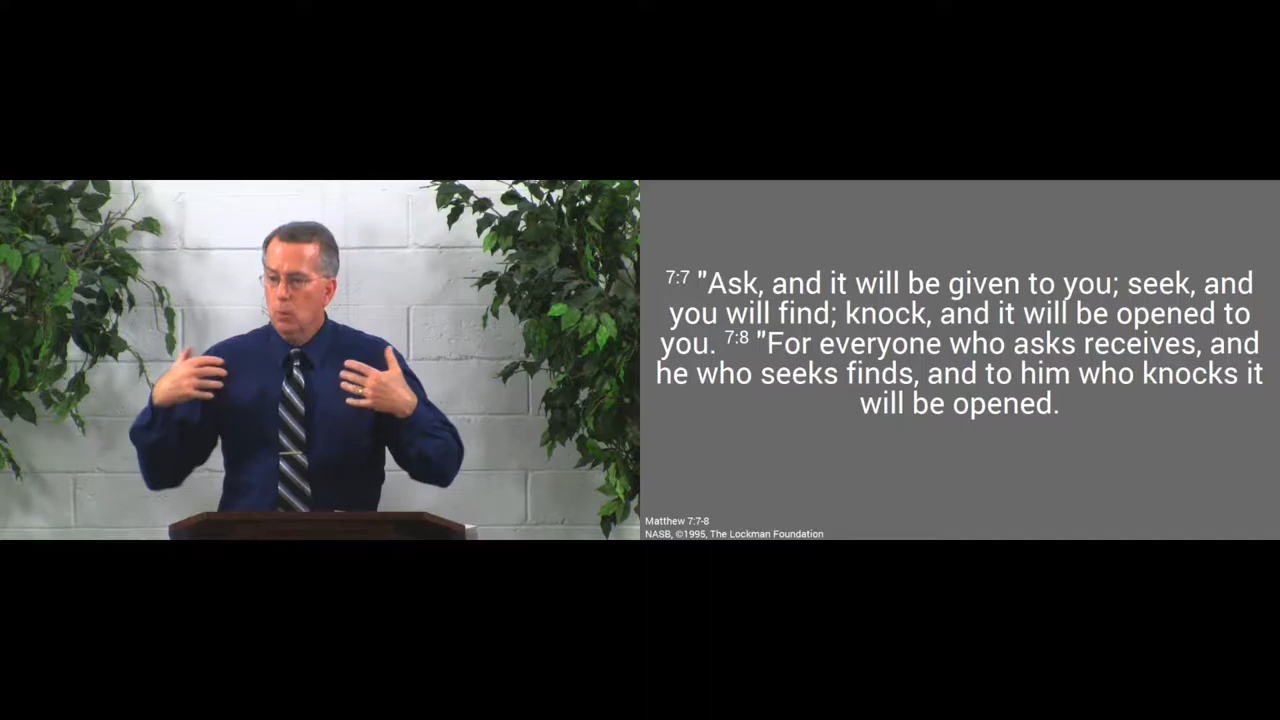 7:7 "Ask, and it will be given to you; seek, and
you will find; knock, and it will be opened to
you. 7:8 "For everyone who asks receives, and
he who seeks finds, and to him who knocks it
will be opened.
Matthew 7:7-8
NASB, ©1995, The Lockman Foundation